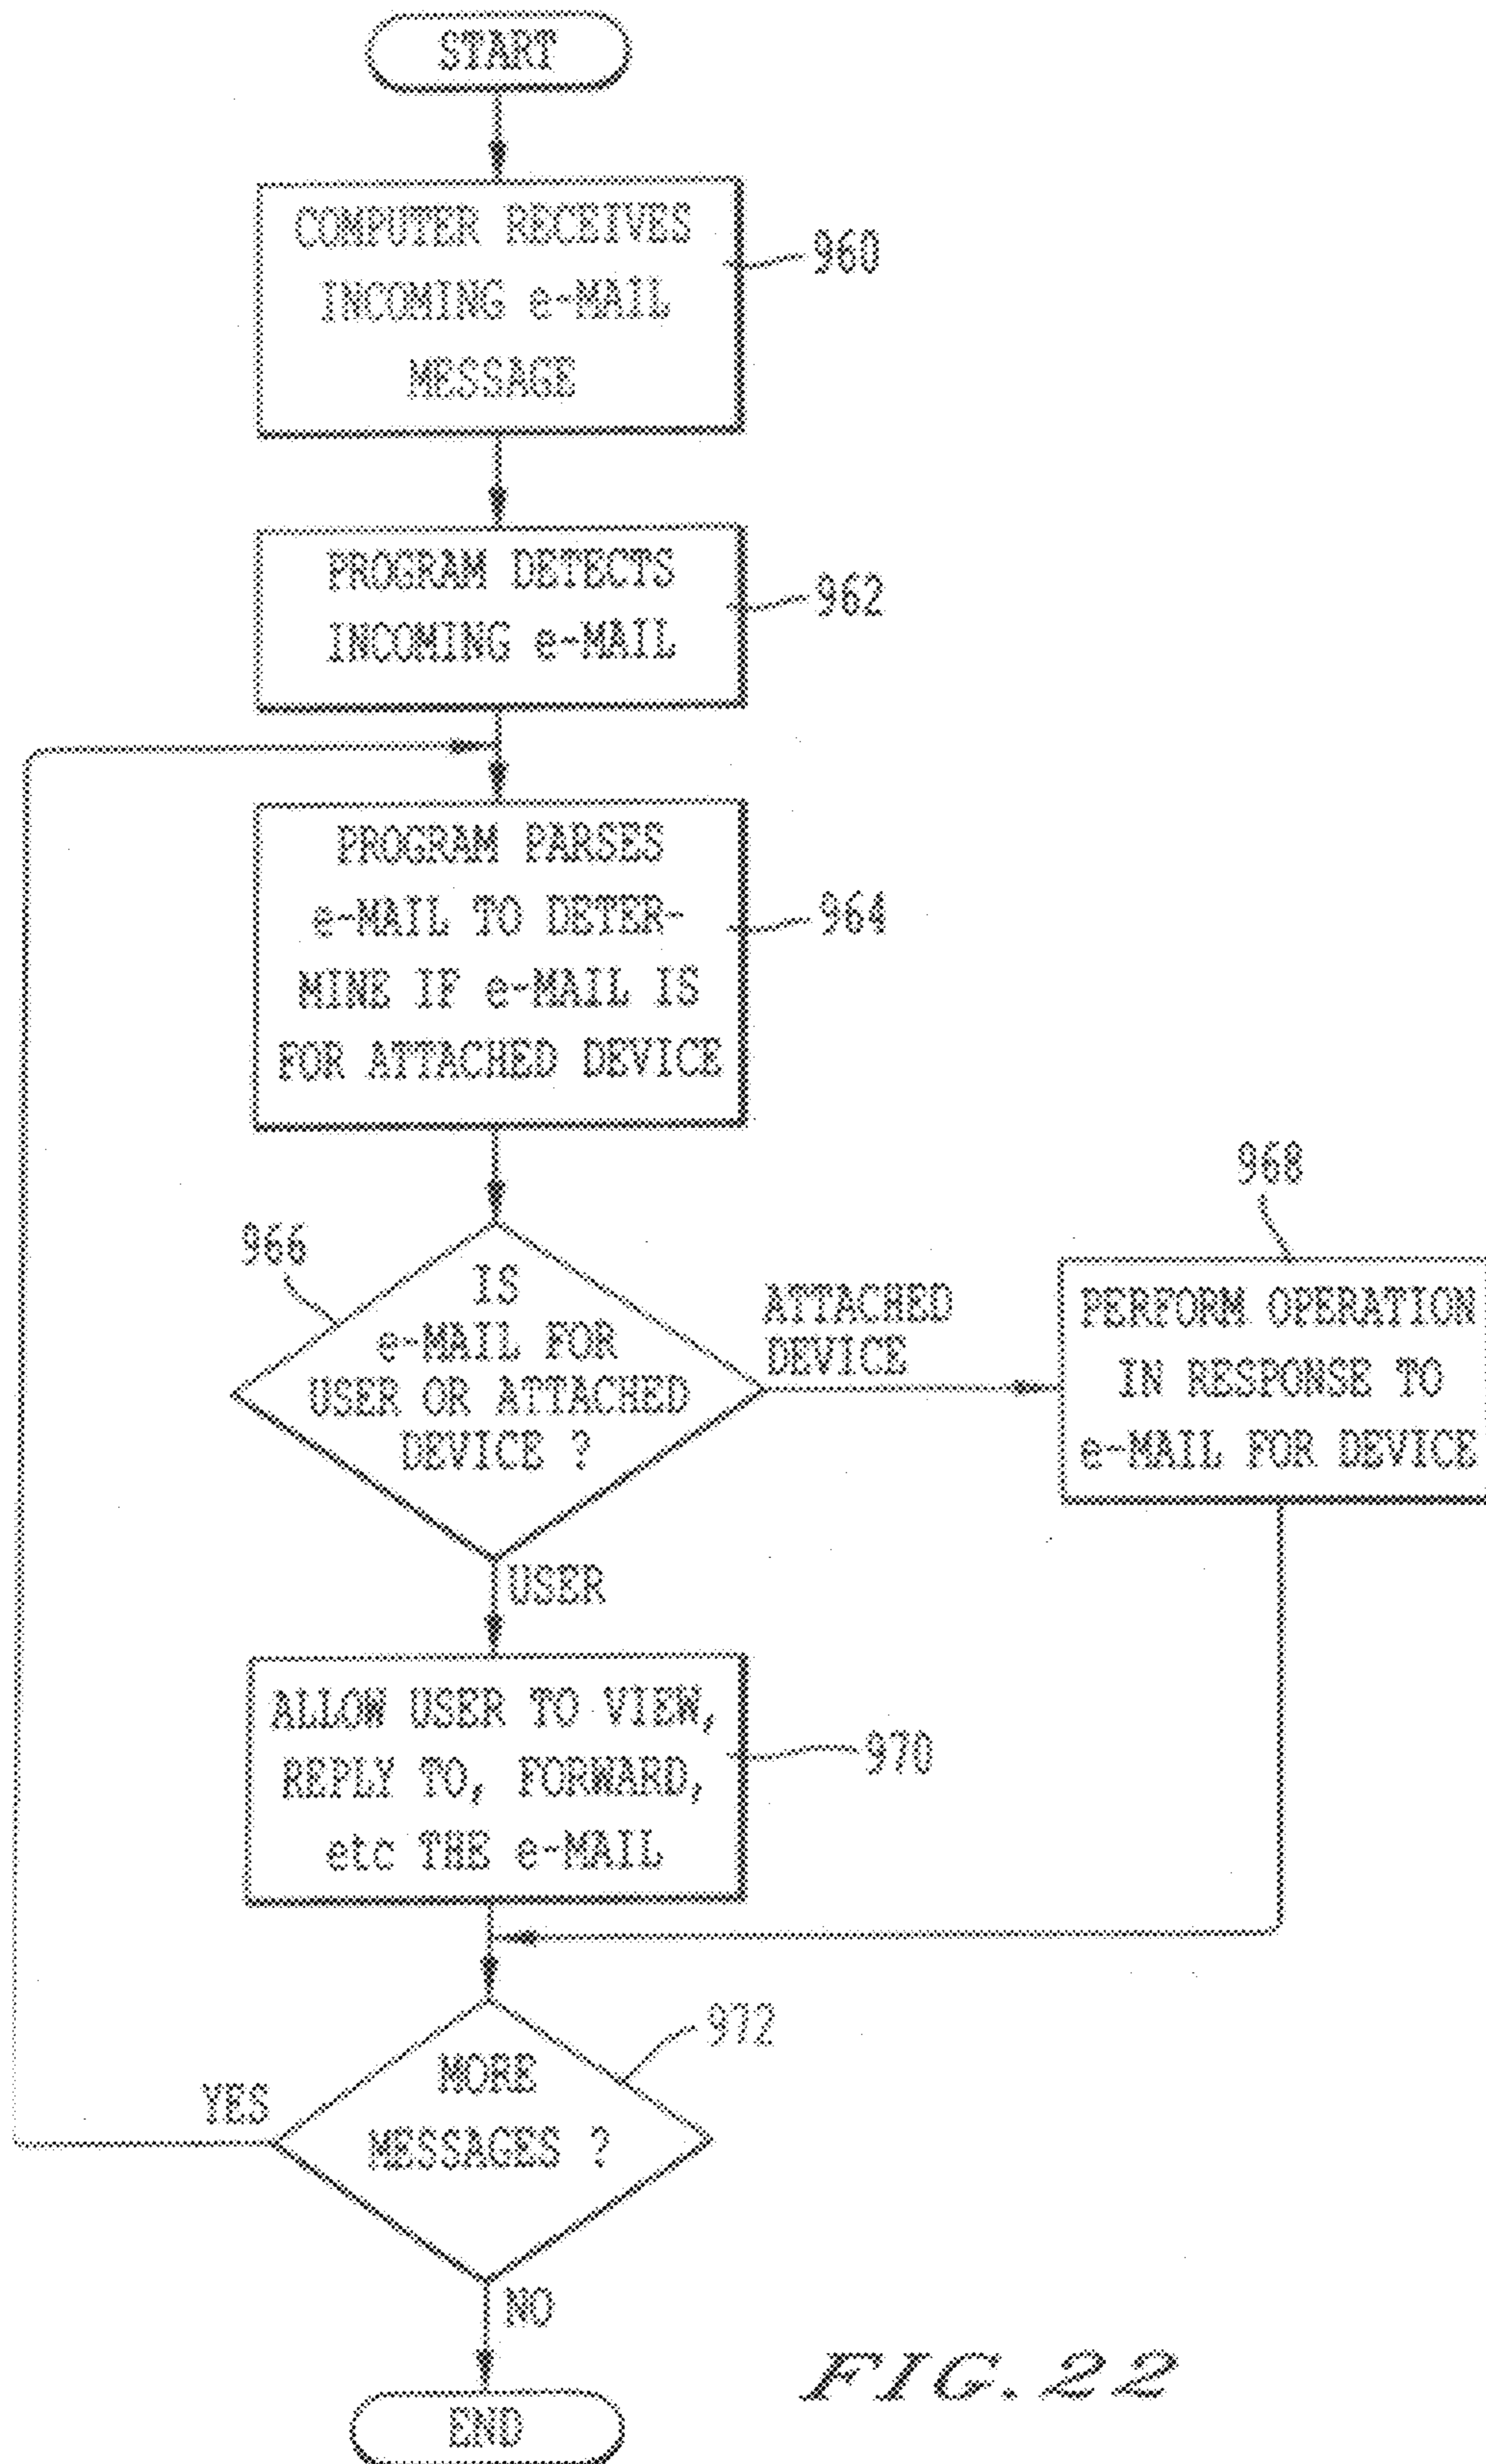 START
COMPUTER RECEIVES
INCOMING e-MAIL
MESSAGE
960
PROGRAM DETECTS
INCOMING e-MAIL
962
PROGRAM PARSES
e-MAIL TO DETER-
MINE IF e-MAIL IS
FOR ATTACHED DEVICE
964
966
IS
e-MAIL FOR
USER OR ATTACHED
DEVICE ?
ATTACHED
DEVICE
968
PERFORM OPERATION
IN RESPONSE TO
e-MAIL FOR DEVICE
USER
ALLOW USER TO VIEW,
REPLY TO, FORWARD,
etc THE e-MAIL
970
972
MORE
MESSAGES ?
YES
NO
END
FIG. 22